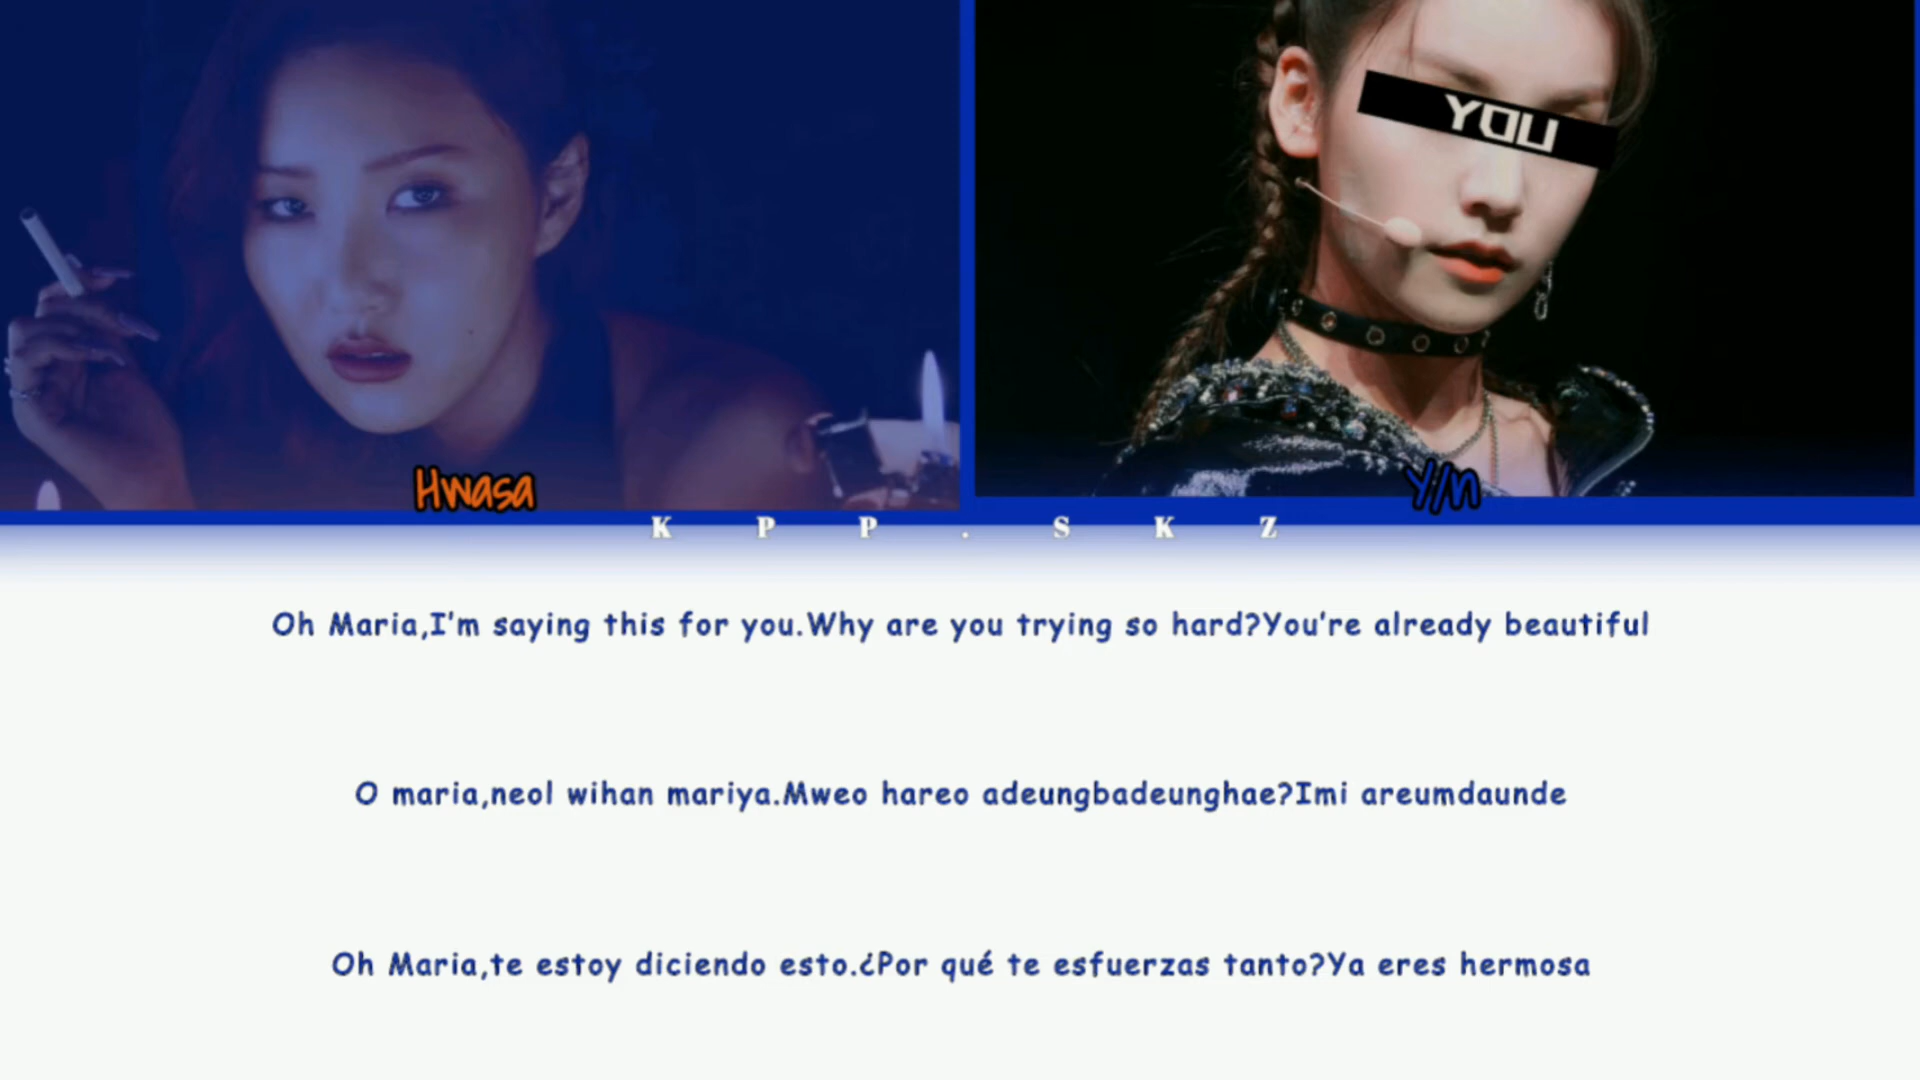 YOU
Hwasa
Y/n
K P P . S K Z
Oh Maria,I'm saying this for you.Why are you trying so hard?You're already beautiful
O maria,neol wihan mariya.Mweo hareo adeungbadeunghae?Imi areumdaunde
Oh Maria,te estoy diciendo esto.¿Por qué te esfuerzas tanto?Ya eres hermosa